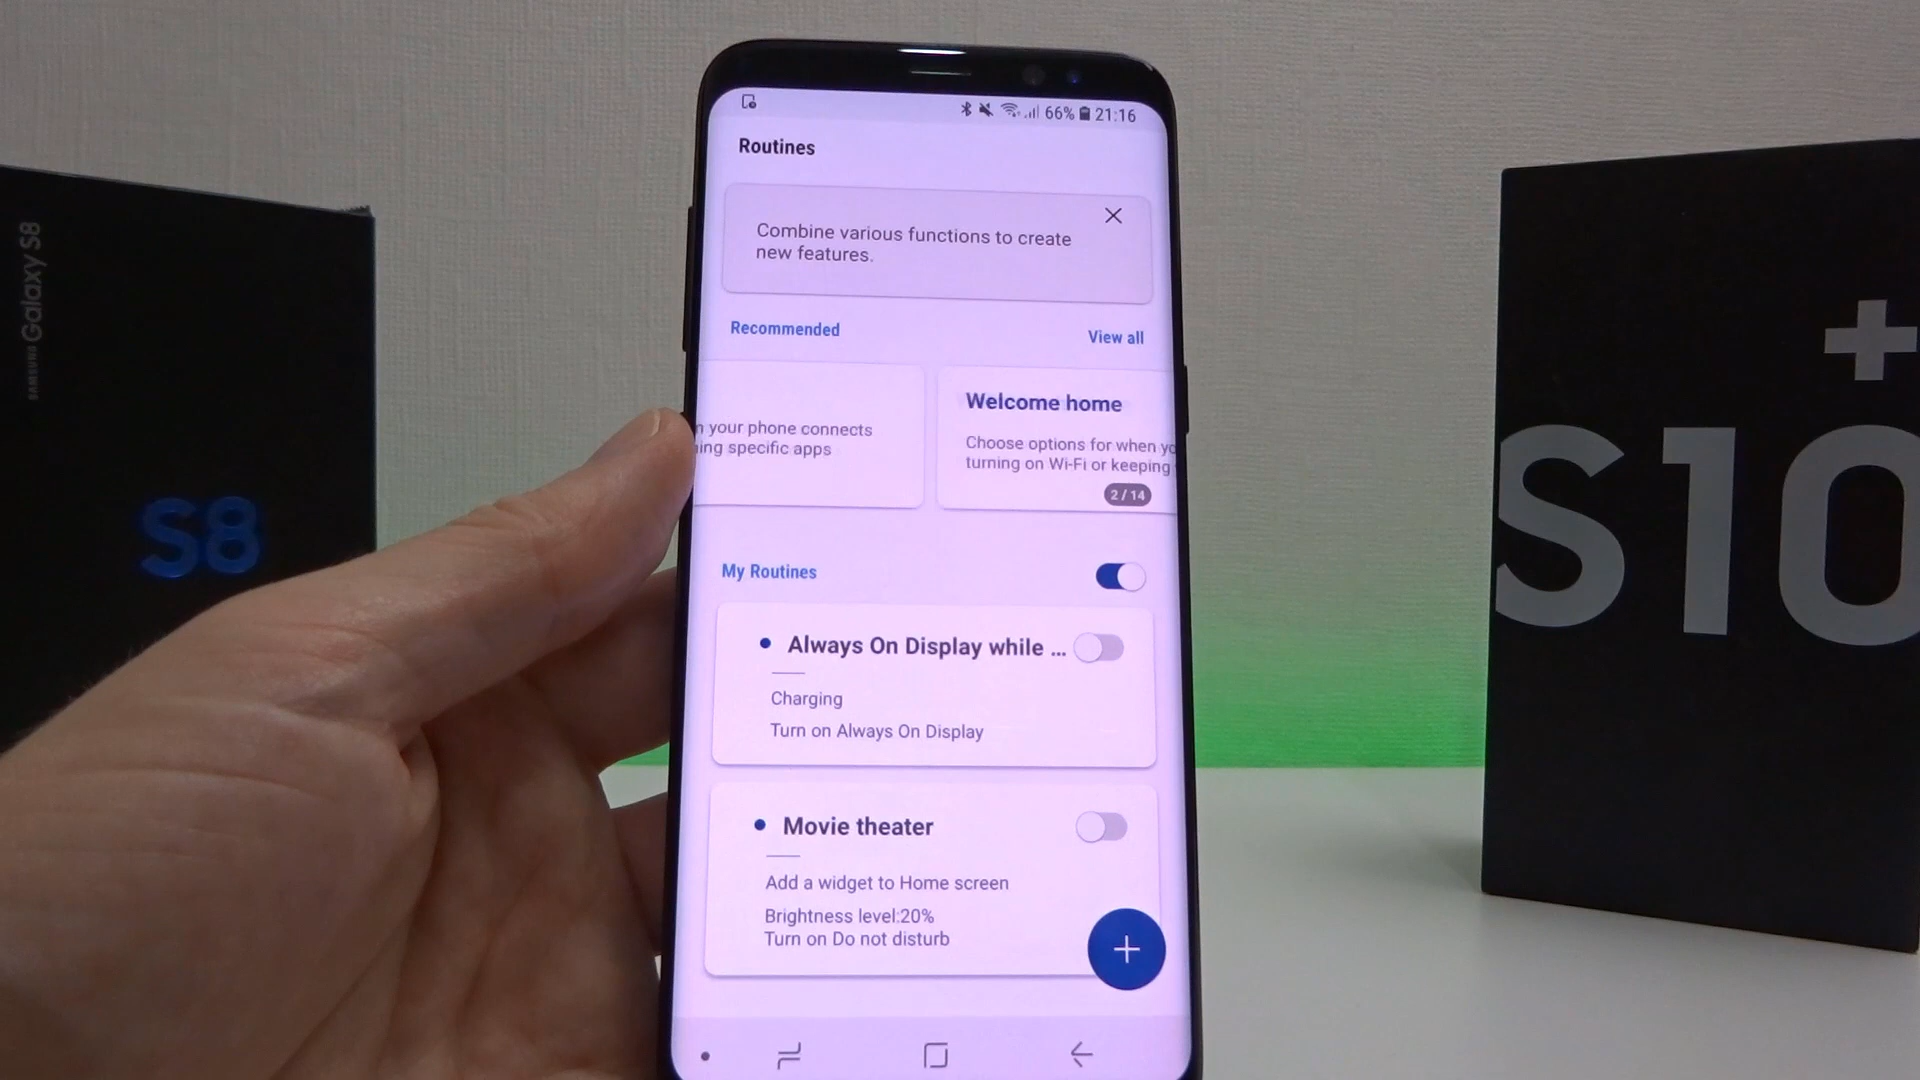 SAMSUNG Galaxy S8
S8
66% 21:16
Routines
Combine various functions to create
new features.
Recommended
View all
your phone connects
specific apps
Welcome home
Choose options for when
turning on Wi-Fi or keeping
2 / 14
My Routines
Always On Display while ...
Charging
Turn on Always On Display
Movie theater
Add a widget to Home screen
Brightness level:20%
Turn on Do not disturb
+
S10